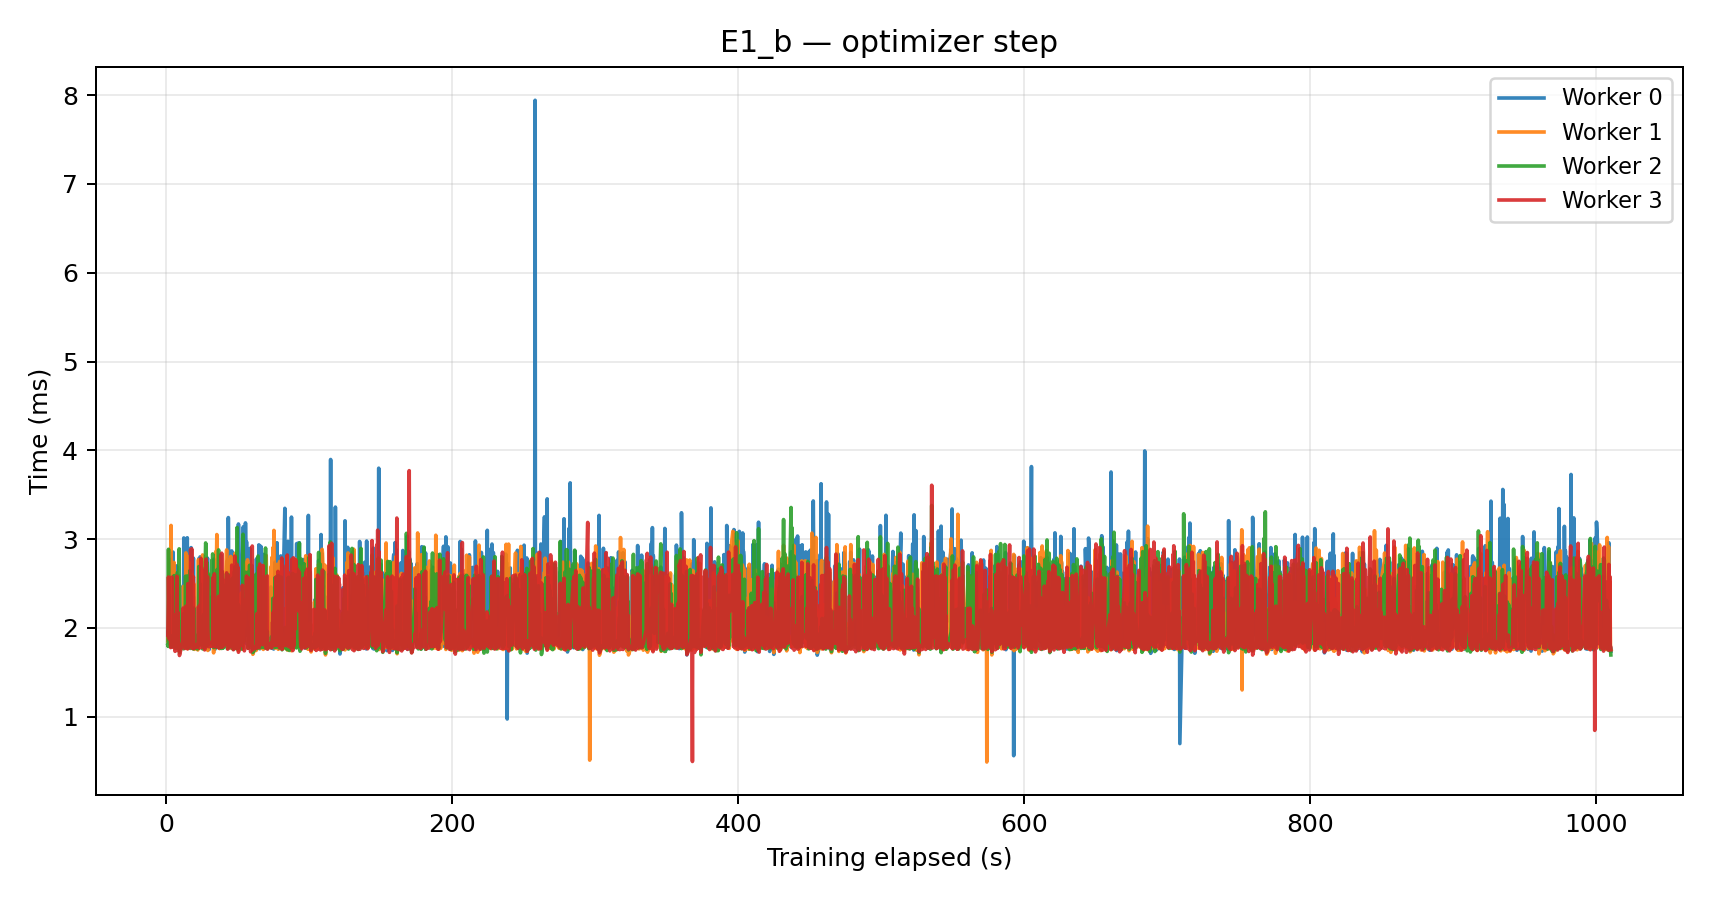 E1_b — optimizer step
Worker 0
Worker 1
Worker 2
Worker 3
8
7
6
5
4
3
2
1
Time (ms)
0 200 400 600 800 1000
Training elapsed (s)